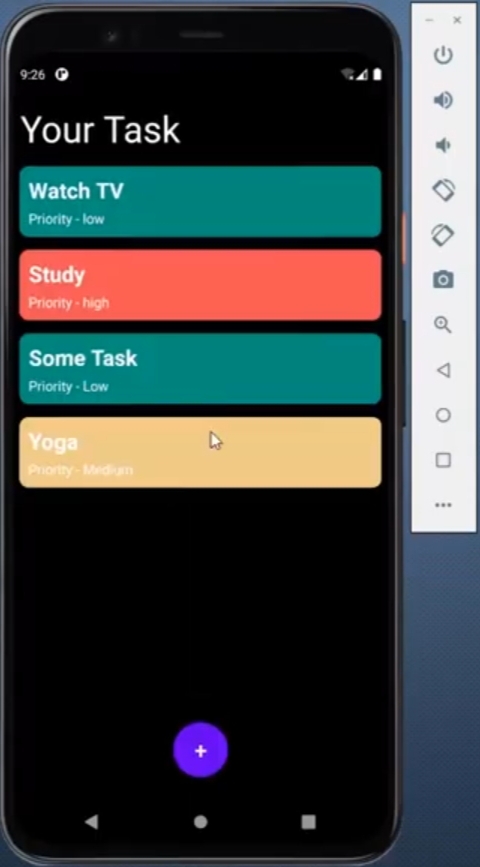 9:26
Your Task
Watch TV
Priority - low
Study
Priority - high
Some Task
Priority - Low
Yoga
Priority - Medium
+